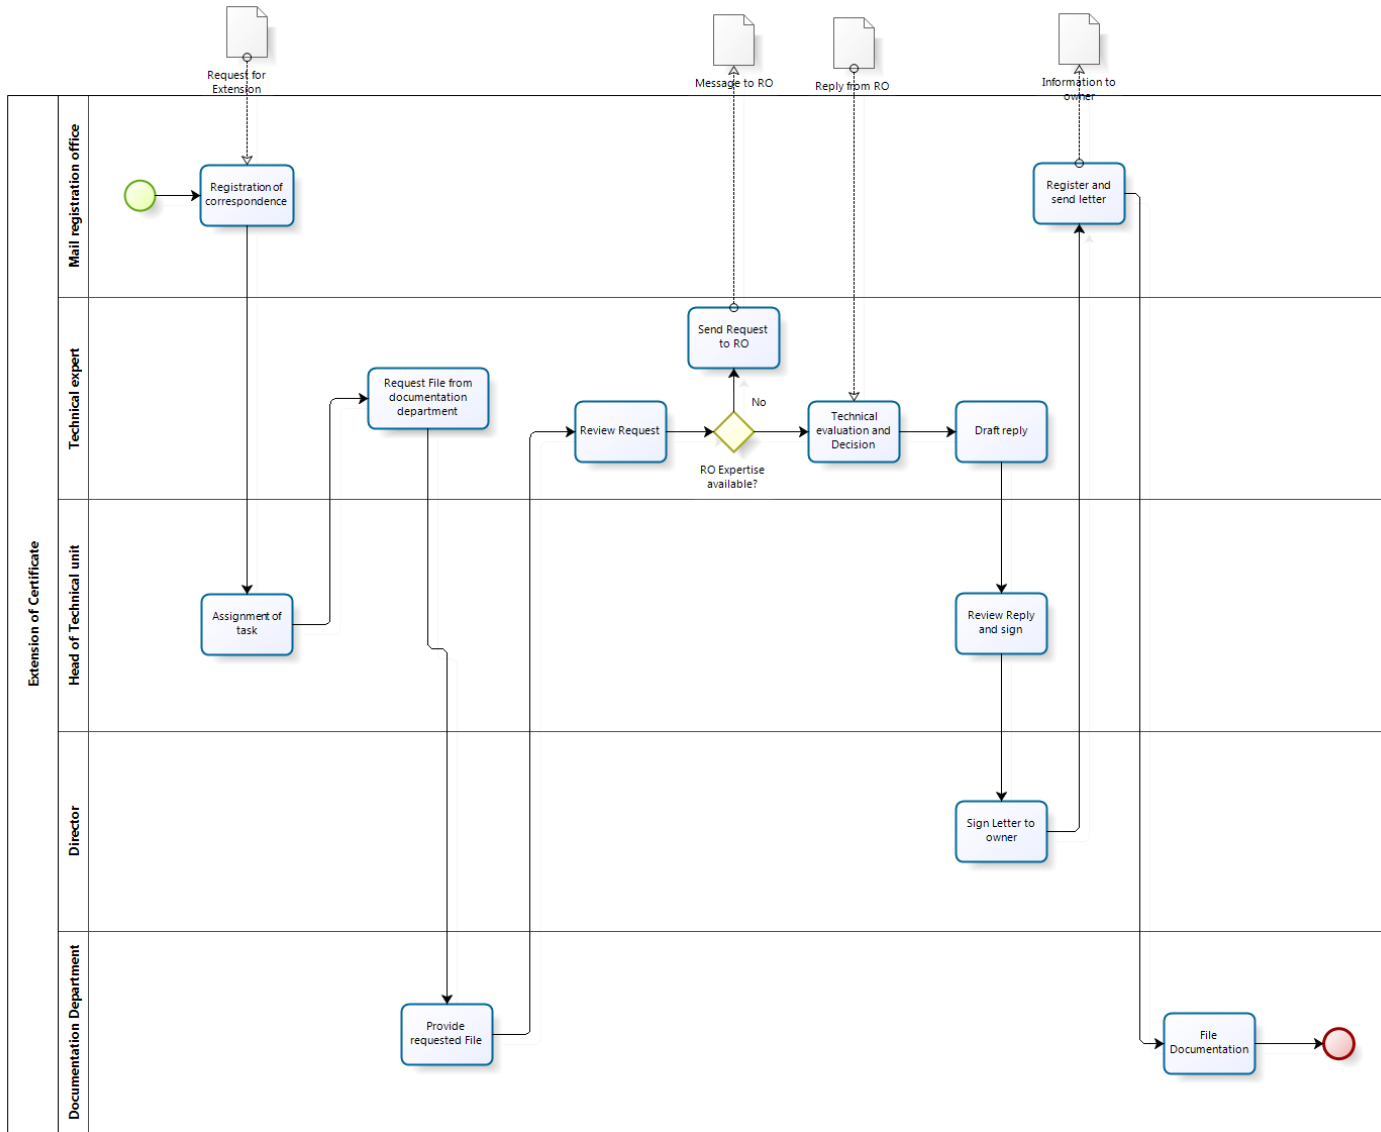 Request for
Extension
Message to RO
Reply from RO
Information to
owner
Extension of Certificate
Mail registration office
Registration of
correspondence
Register and
send letter
Technical expert
Send Request
to RO
Request File from
documentation
department
No
Review Request
Technical
evaluation and
Decision
Draft reply
RO Expertise
available?
Head of Technical unit
Assignment of
task
Review Reply
and sign
Director
Sign Letter to
owner
Documentation Department
Provide
requested File
File
Documentation